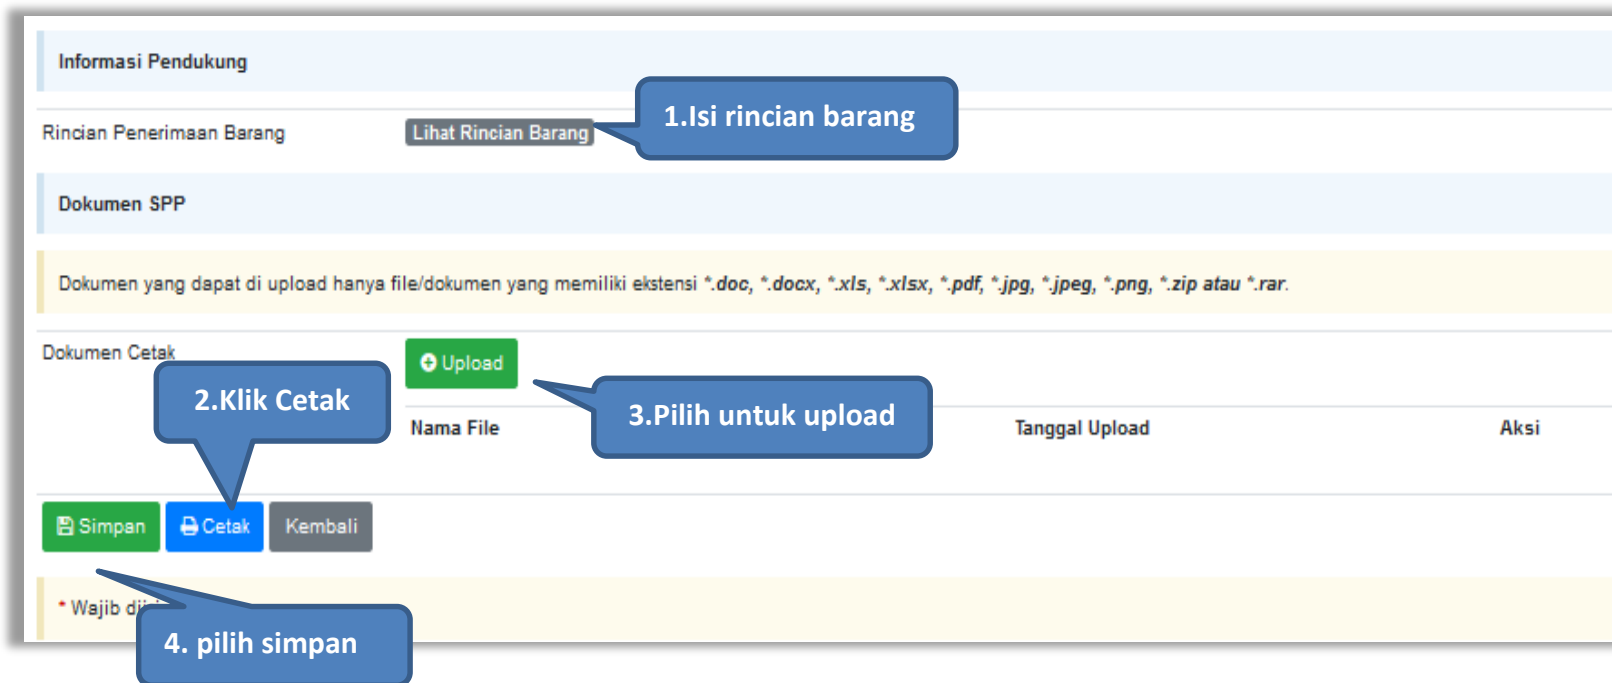 Informasi Pendukung
1.Isi rincian barang
Rincian Penerimaan Barang
Lihat Rincian Barang
Dokumen SPP
Dokumen yang dapat di upload hanya file/dokumen yang memiliki ekstensi *.doc, *.docx, *.xls, *.xlsx, *.pdf, *.jpg, *.jpeg, *.png, *.zip atau *.rar.
Dokumen Cetak
Upload
2.Klik Cetak
3.Pilih untuk upload
Nama File
Tanggal Upload
Aksi
Simpan
Cetak
Kembali
* Wajib
4. pilih simpan